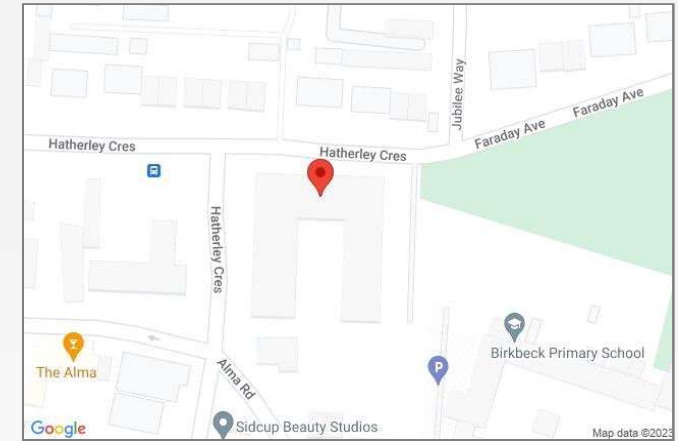 Jubilee Way
Faraday Ave
Faraday Ave
Hatherley Cres
Hatherley Cres
Hatherley Cres
Birkbeck Primary School
P
The Alma
Alma Rd
Sidcup Beauty Studios
Google
Map data ©2023